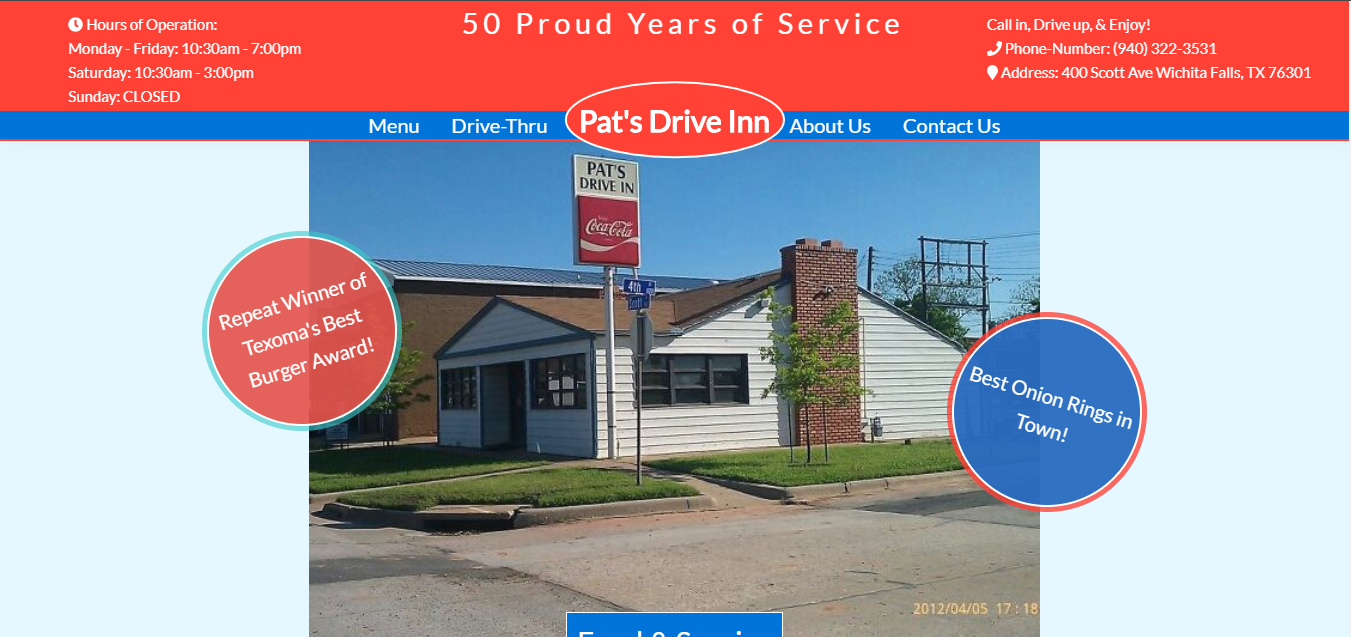 Hours of Operation:
Monday - Friday: 10:30am - 7:00pm
Saturday: 10:30am - 3:00pm
Sunday: CLOSED
50 Proud Years of Service
Call in, Drive up, & Enjoy!
Phone-Number: (940) 322-3531
Address: 400 Scott Ave Wichita Falls, TX 76301
Menu
Drive-Thru
Pat's Drive Inn
About Us
Contact Us
PAT'S
DRIVE IN
Coca-Cola
4th
Scott
Repeat Winner of
Texoma's Best
Burger Award!
Best Onion Rings in
Town!
2012/04/05 17:18